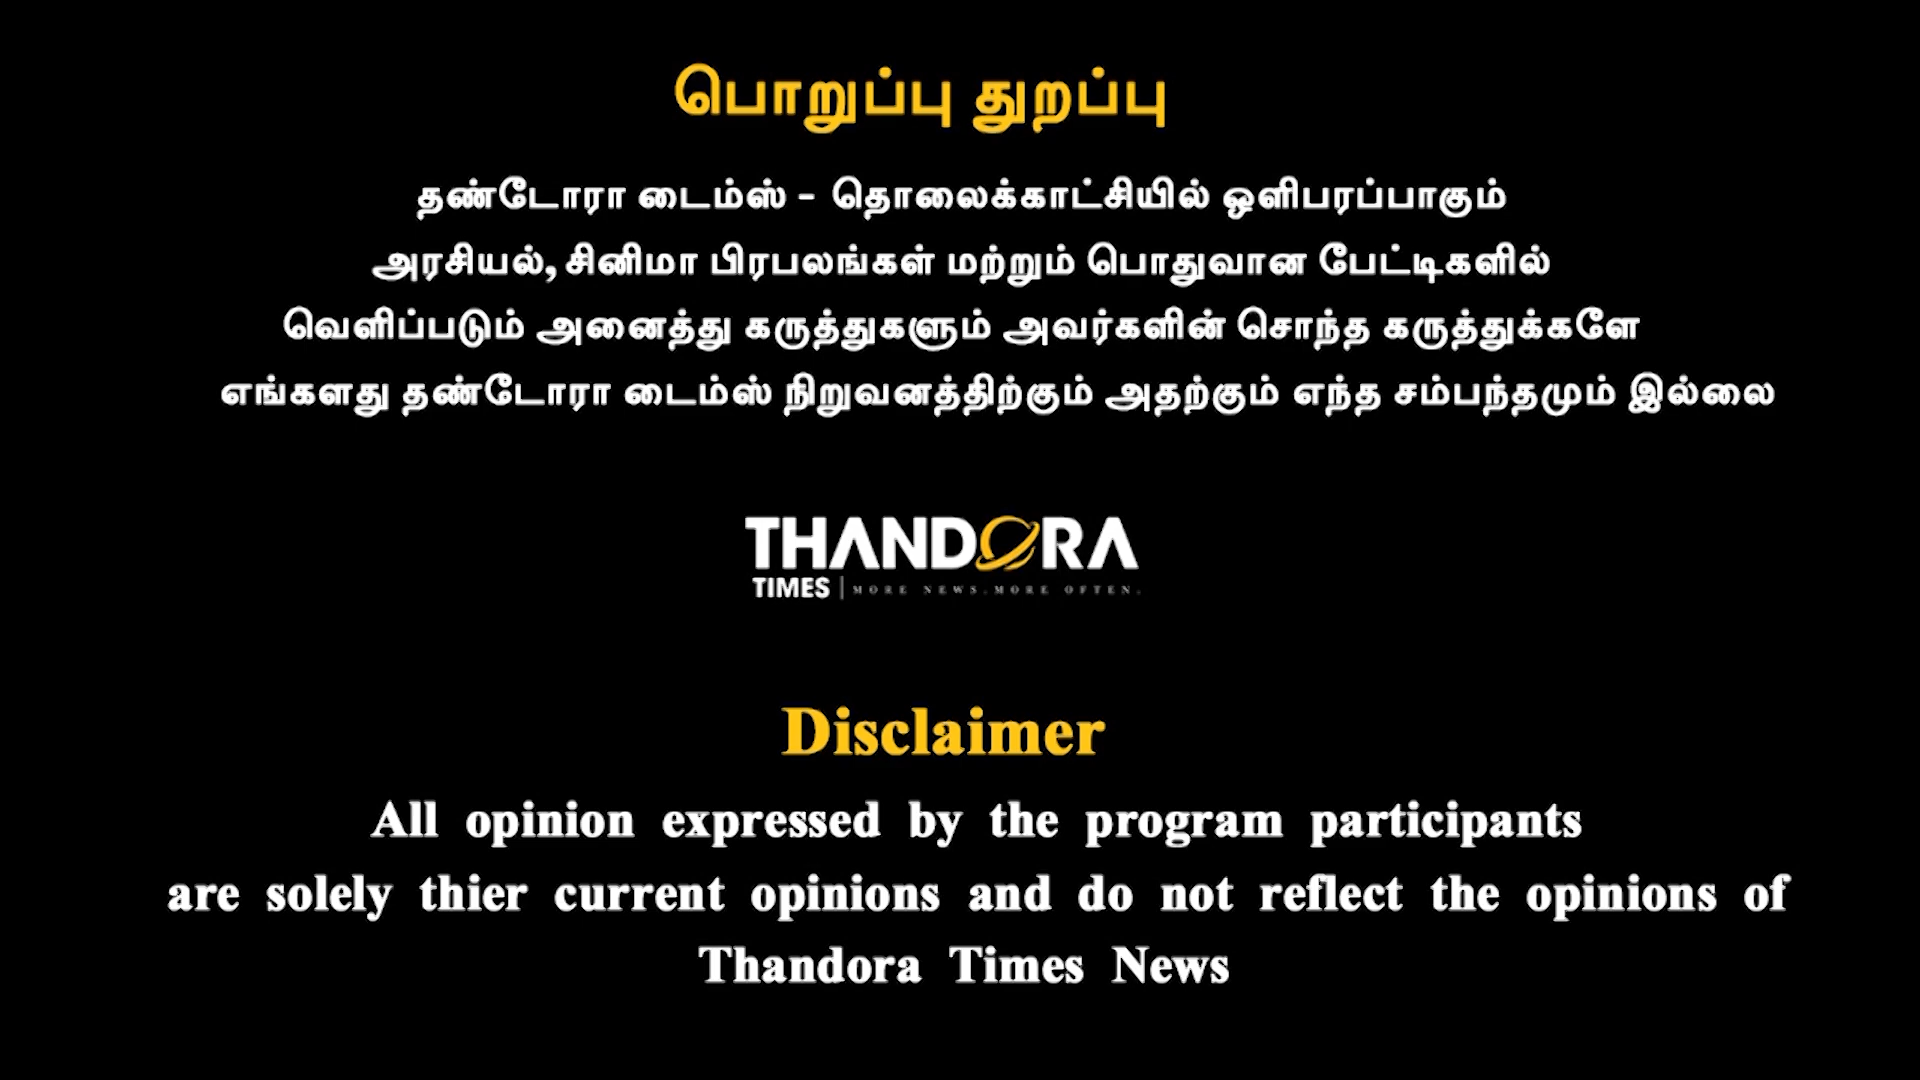 பொறுப்பு துறப்பு
தண்டோரா டைம்ஸ் - தொலைக்காட்சியில் ஒளிபரப்பாகும்
அரசியல், சினிமா பிரபலங்கள் மற்றும் பொதுவான பேட்டிகளில்
வெளிப்படும் அனைத்து கருத்துகளும் அவர்களின் சொந்த கருத்துக்களே
எங்களது தண்டோரா டைம்ஸ் நிறுவனத்திற்கும் அதற்கும் எந்த சம்பந்தமும் இல்லை
THANDORA
TIMES | MORE NEWS. MORE OFTEN.
Disclaimer
All opinion expressed by the program participants
are solely thier current opinions and do not reflect the opinions of
Thandora Times News